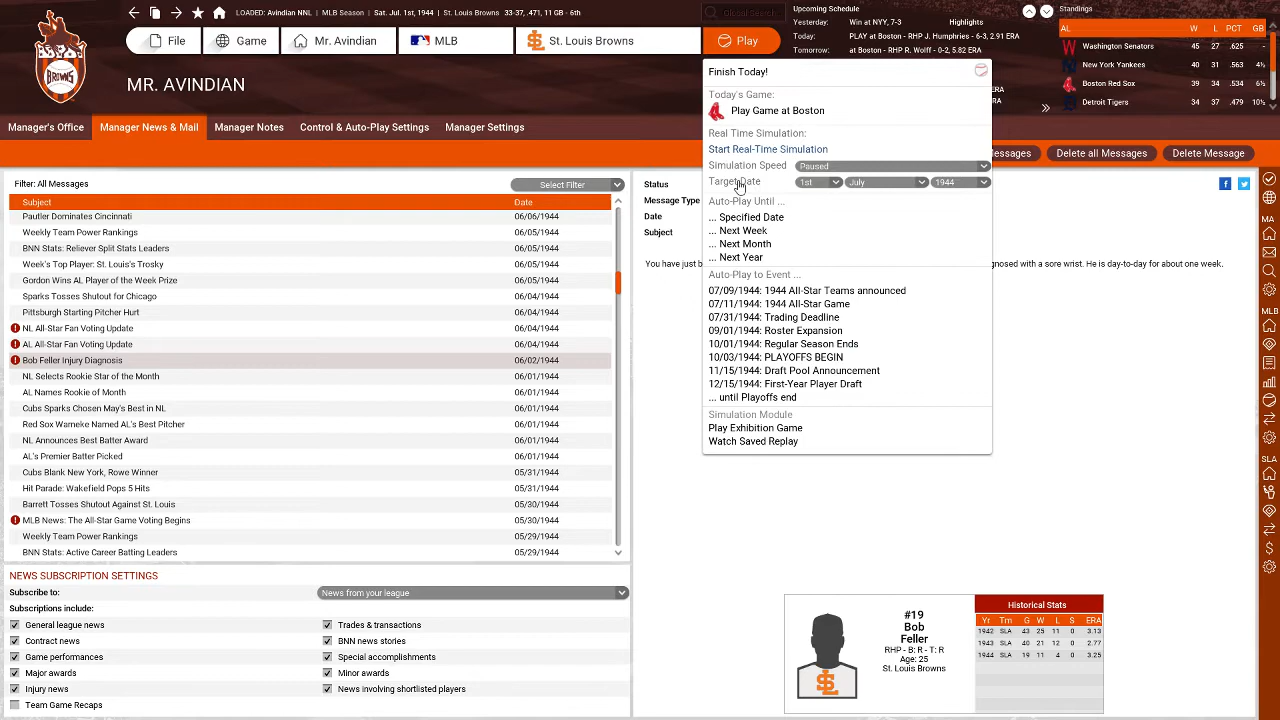 LOADED: Avindian NNL | MLB Season | Sat. Jul. 1st, 1944 | St. Louis Browns 33-37, .471, 11 GB - 6th
Global Search
Upcoming Schedule
Yesterday: Win at NYY, 7-3 Highlights
Today: PLAY at Boston - RHP J. Humphries - 6-3, 2.91 ERA
Tomorrow: at Boston - RHP R. Wolff - 0-2, 5.82 ERA
Standings
AL W L PCT GB
Washington Senators 45 27 .625 -
New York Yankees 40 31 .563 4½
Boston Red Sox 39 34 .534 6½
Detroit Tigers 34 37 .479 10½
BROWNS
File
Game
Mr. Avindian
MLB
St. Louis Browns
Play
MR. AVINDIAN
Manager's Office
Manager News & Mail
Manager Notes
Control & Auto-Play Settings
Manager Settings
ERA
ERA
essages
Delete all Messages
Delete Message
Finish Today!
Today's Game:
Play Game at Boston
Real Time Simulation:
Start Real-Time Simulation
Simulation Speed Paused
Target Date 1st July 1944
Auto-Play Until ...
... Specified Date
... Next Week
... Next Month
... Next Year
Auto-Play to Event ...
07/09/1944: 1944 All-Star Teams announced
07/11/1944: 1944 All-Star Game
07/31/1944: Trading Deadline
09/01/1944: Roster Expansion
10/01/1944: Regular Season Ends
10/03/1944: PLAYOFFS BEGIN
11/15/1944: Draft Pool Announcement
12/15/1944: First-Year Player Draft
... until Playoffs end
Simulation Module
Play Exhibition Game
Watch Saved Replay
Filter: All Messages
Select Filter
Subject Date
Pautler Dominates Cincinnati 06/06/1944
Weekly Team Power Rankings 06/05/1944
BNN Stats: Reliever Split Stats Leaders 06/05/1944
Week's Top Player: St. Louis's Trosky 06/05/1944
Gordon Wins AL Player of the Week Prize 06/05/1944
Sparks Tosses Shutout for Chicago 06/04/1944
Pittsburgh Starting Pitcher Hurt 06/04/1944
NL All-Star Fan Voting Update 06/04/1944
AL All-Star Fan Voting Update 06/04/1944
Bob Feller Injury Diagnosis 06/02/1944
NL Selects Rookie Star of the Month 06/01/1944
AL Names Rookie of Month 06/01/1944
Cubs Sparks Chosen May's Best in NL 06/01/1944
Red Sox Warneke Named AL's Best Pitcher 06/01/1944
NL Announces Best Batter Award 06/01/1944
AL's Premier Batter Picked 06/01/1944
Cubs Blank New York, Rowe Winner 05/31/1944
Hit Parade: Wakefield Pops 5 Hits 05/31/1944
Barrett Tosses Shutout Against St. Louis 05/30/1944
MLB News: The All-Star Game Voting Begins 05/30/1944
Weekly Team Power Rankings 05/29/1944
BNN Stats: Active Career Batting Leaders 05/29/1944
Status
Message Type
Date
Subject
You have just b
gnosed with a sore wrist. He is day-to-day for about one week.
NEWS SUBSCRIPTION SETTINGS
Subscribe to: News from your league
Subscriptions include:
General league news
Trades & transactions
Contract news
BNN news stories
Game performances
Special accomplishments
Major awards
Minor awards
Injury news
News involving shortlisted players
Team Game Recaps
#19
Bob
Feller
RHP - B: R - T: R
Age: 25
St. Louis Browns
Historical Stats
Yr Tm G W L S ERA
1942 SLA 43 25 11 0 3.13
1943 SLA 40 21 12 0 2.77
1944 SLA 19 11 4 0 3.25
MA
MLB
SLA